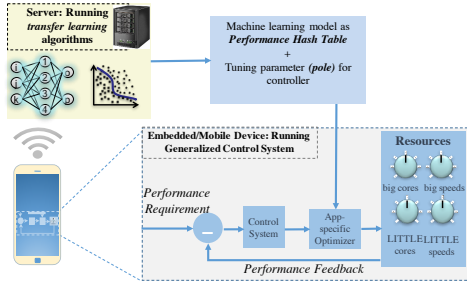 Server: Running
transfer learning
algorithms
Machine learning model as
Performance Hash Table
+
Tuning parameter (pole) for
controller
Embedded/Mobile Device: Running
Generalized Control System
Resources
big cores
big speeds
LITTLE
cores
LITTLE
speeds
Performance
Requirement
Control
System
App-
specific
Optimizer
Performance Feedback